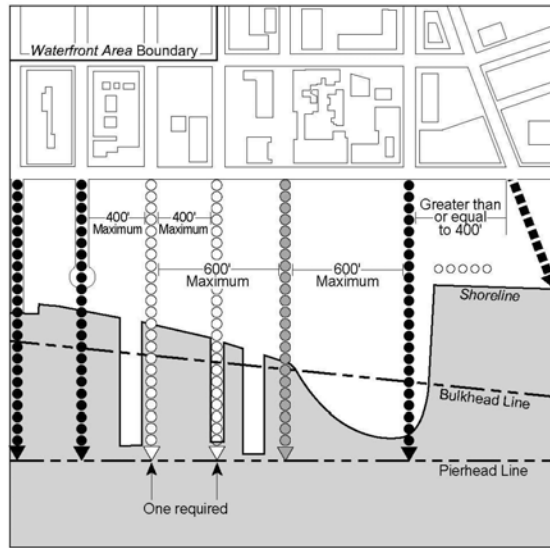 Waterfront Area Boundary
400'
Maximum
400'
Maximum
Greater than
or equal
to 400'
600'
Maximum
600'
Maximum
Shoreline
Bulkhead Line
Pierhead Line
One required